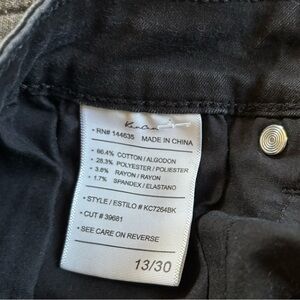 • RN# 144635 MADE IN CHINA
• 66.4% COTTON / ALGODON
• 28.3% POLYESTER / POLIESTER
• 3.6% RAYON / RAYON
• 1.7% SPANDEX / ELASTANO
• STYLE / ESTILO # KC7264BK
• CUT # 39681
• SEE CARE ON REVERSE
13/30